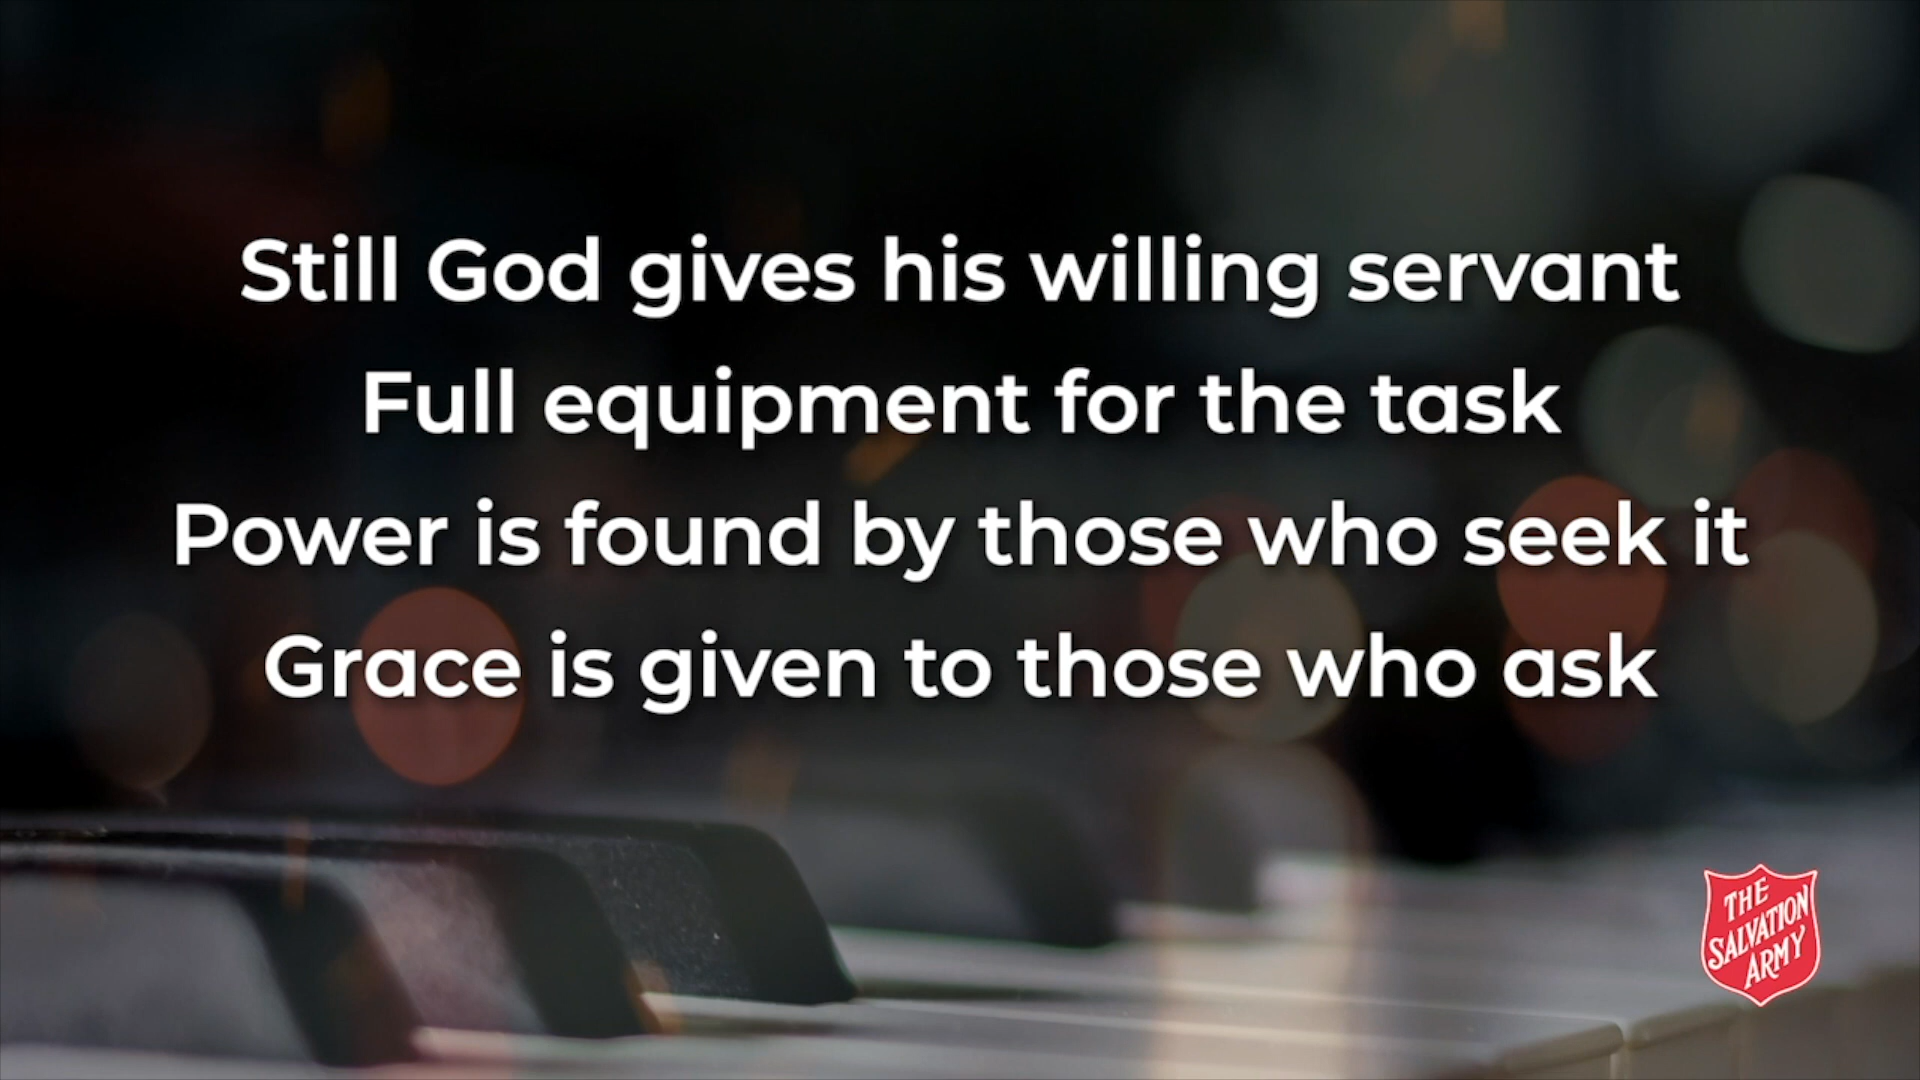 Still God gives his willing servant
Full equipment for the task
Power is found by those who seek it
Grace is given to those who ask
THE
SALVATION
ARMY